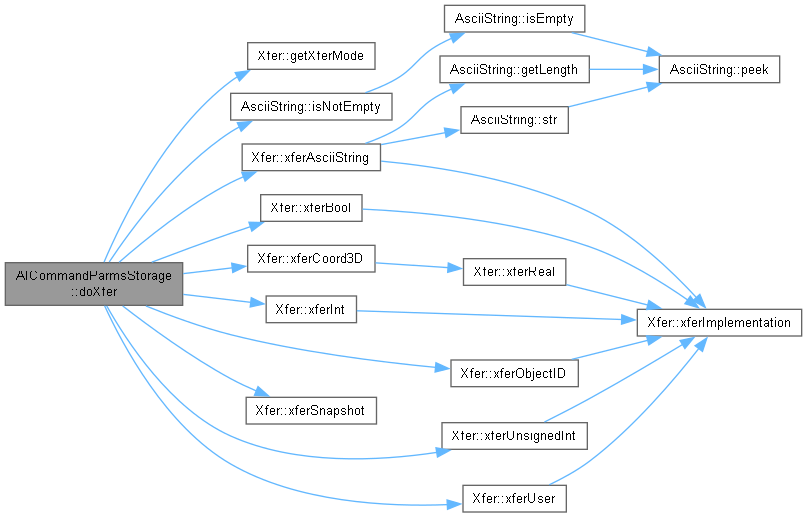 AsciiString::isEmpty
Xfer::getXferMode
AsciiString::getLength
AsciiString::peek
AsciiString::isNotEmpty
AsciiString::str
Xfer::xferAsciiString
Xfer::xferBool
Xfer::xferCoord3D
Xfer::xferReal
AICommandParmsStorage
::doXfer
Xfer::xferInt
Xfer::xferImplementation
Xfer::xferObjectID
Xfer::xferSnapshot
Xfer::xferUnsignedInt
Xfer::xferUser